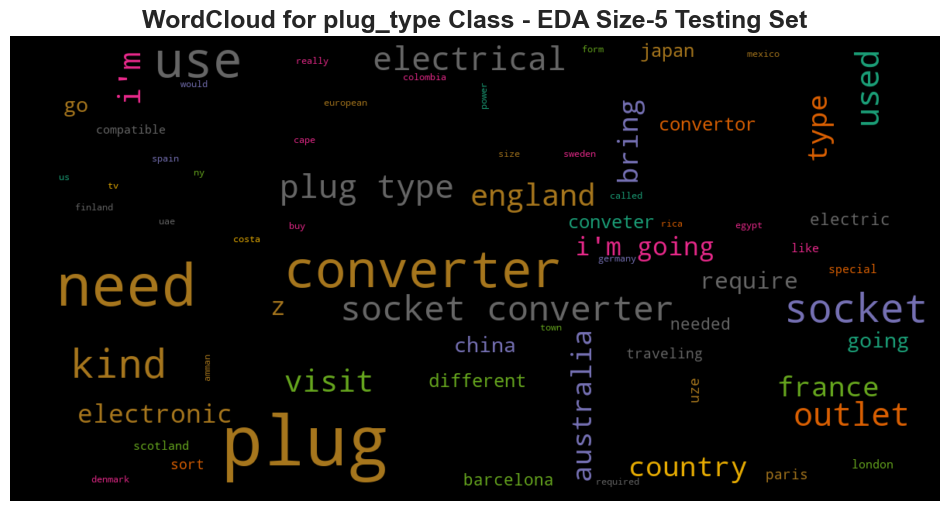 WordCloud for plug_type Class - EDA Size-5 Testing Set
use
i'm
really
would
electrical
colombia
form
japan
mexico
used
go
european
power
bring
convertor
type
compatible
cape
size
sweden
spain
us
tv
ny
plug type
england
called
finland
uae
buy
conveter
rica
egypt
electric
costa
i'm going
like
germany
need
converter
require
special
z
socket converter
socket
town
needed
china
going
kind
amman
visit
different
australia
traveling
uze
france
electronic
plug
outlet
scotland
sort
country
london
denmark
barcelona
required
paris